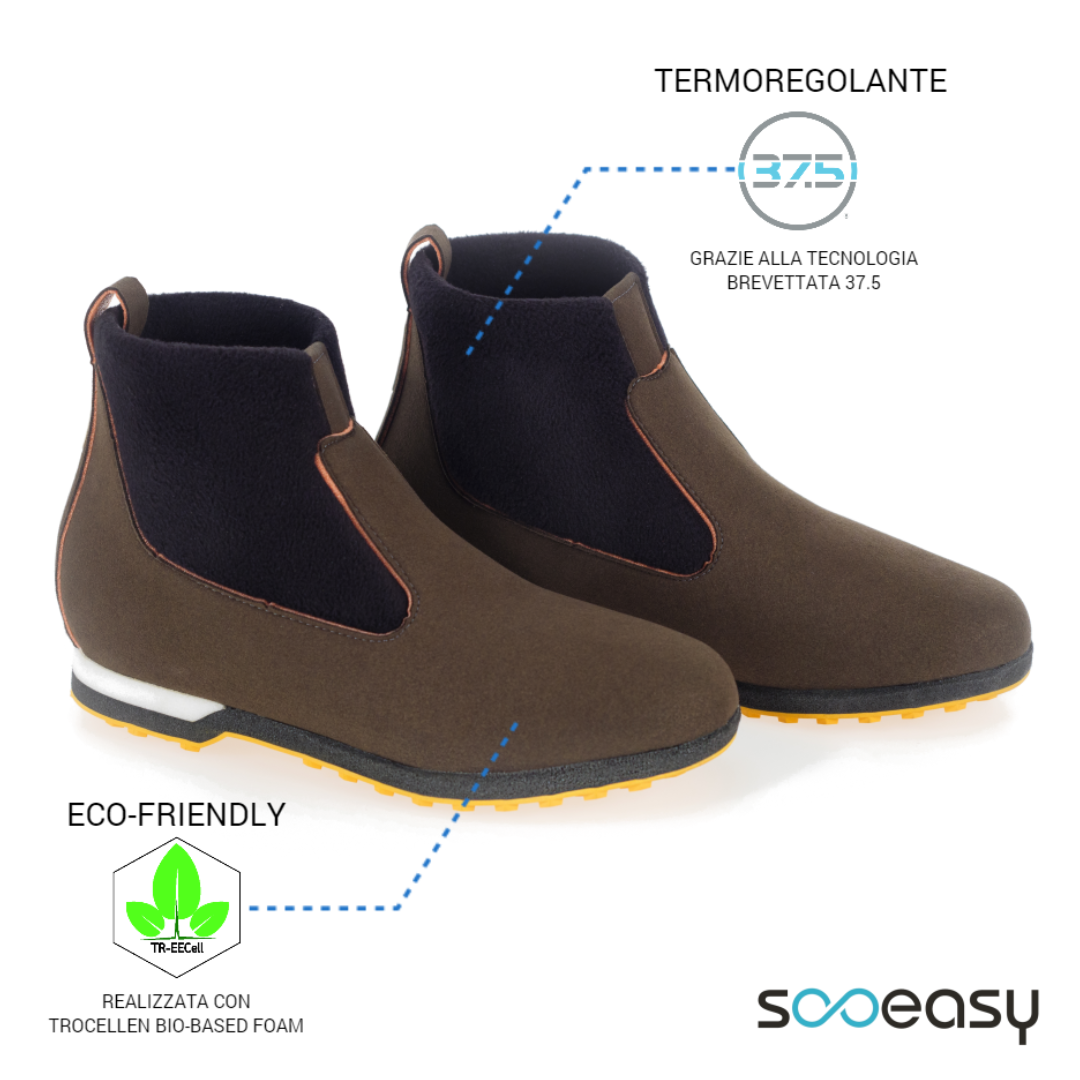 TERMOREGOLANTE
37.5
GRAZIE ALLA TECNOLOGIA
BREVETTATA 37.5
ECO-FRIENDLY
TR-EECell
REALIZZATA CON
TROCELLEN BIO-BASED FOAM
sooeasy